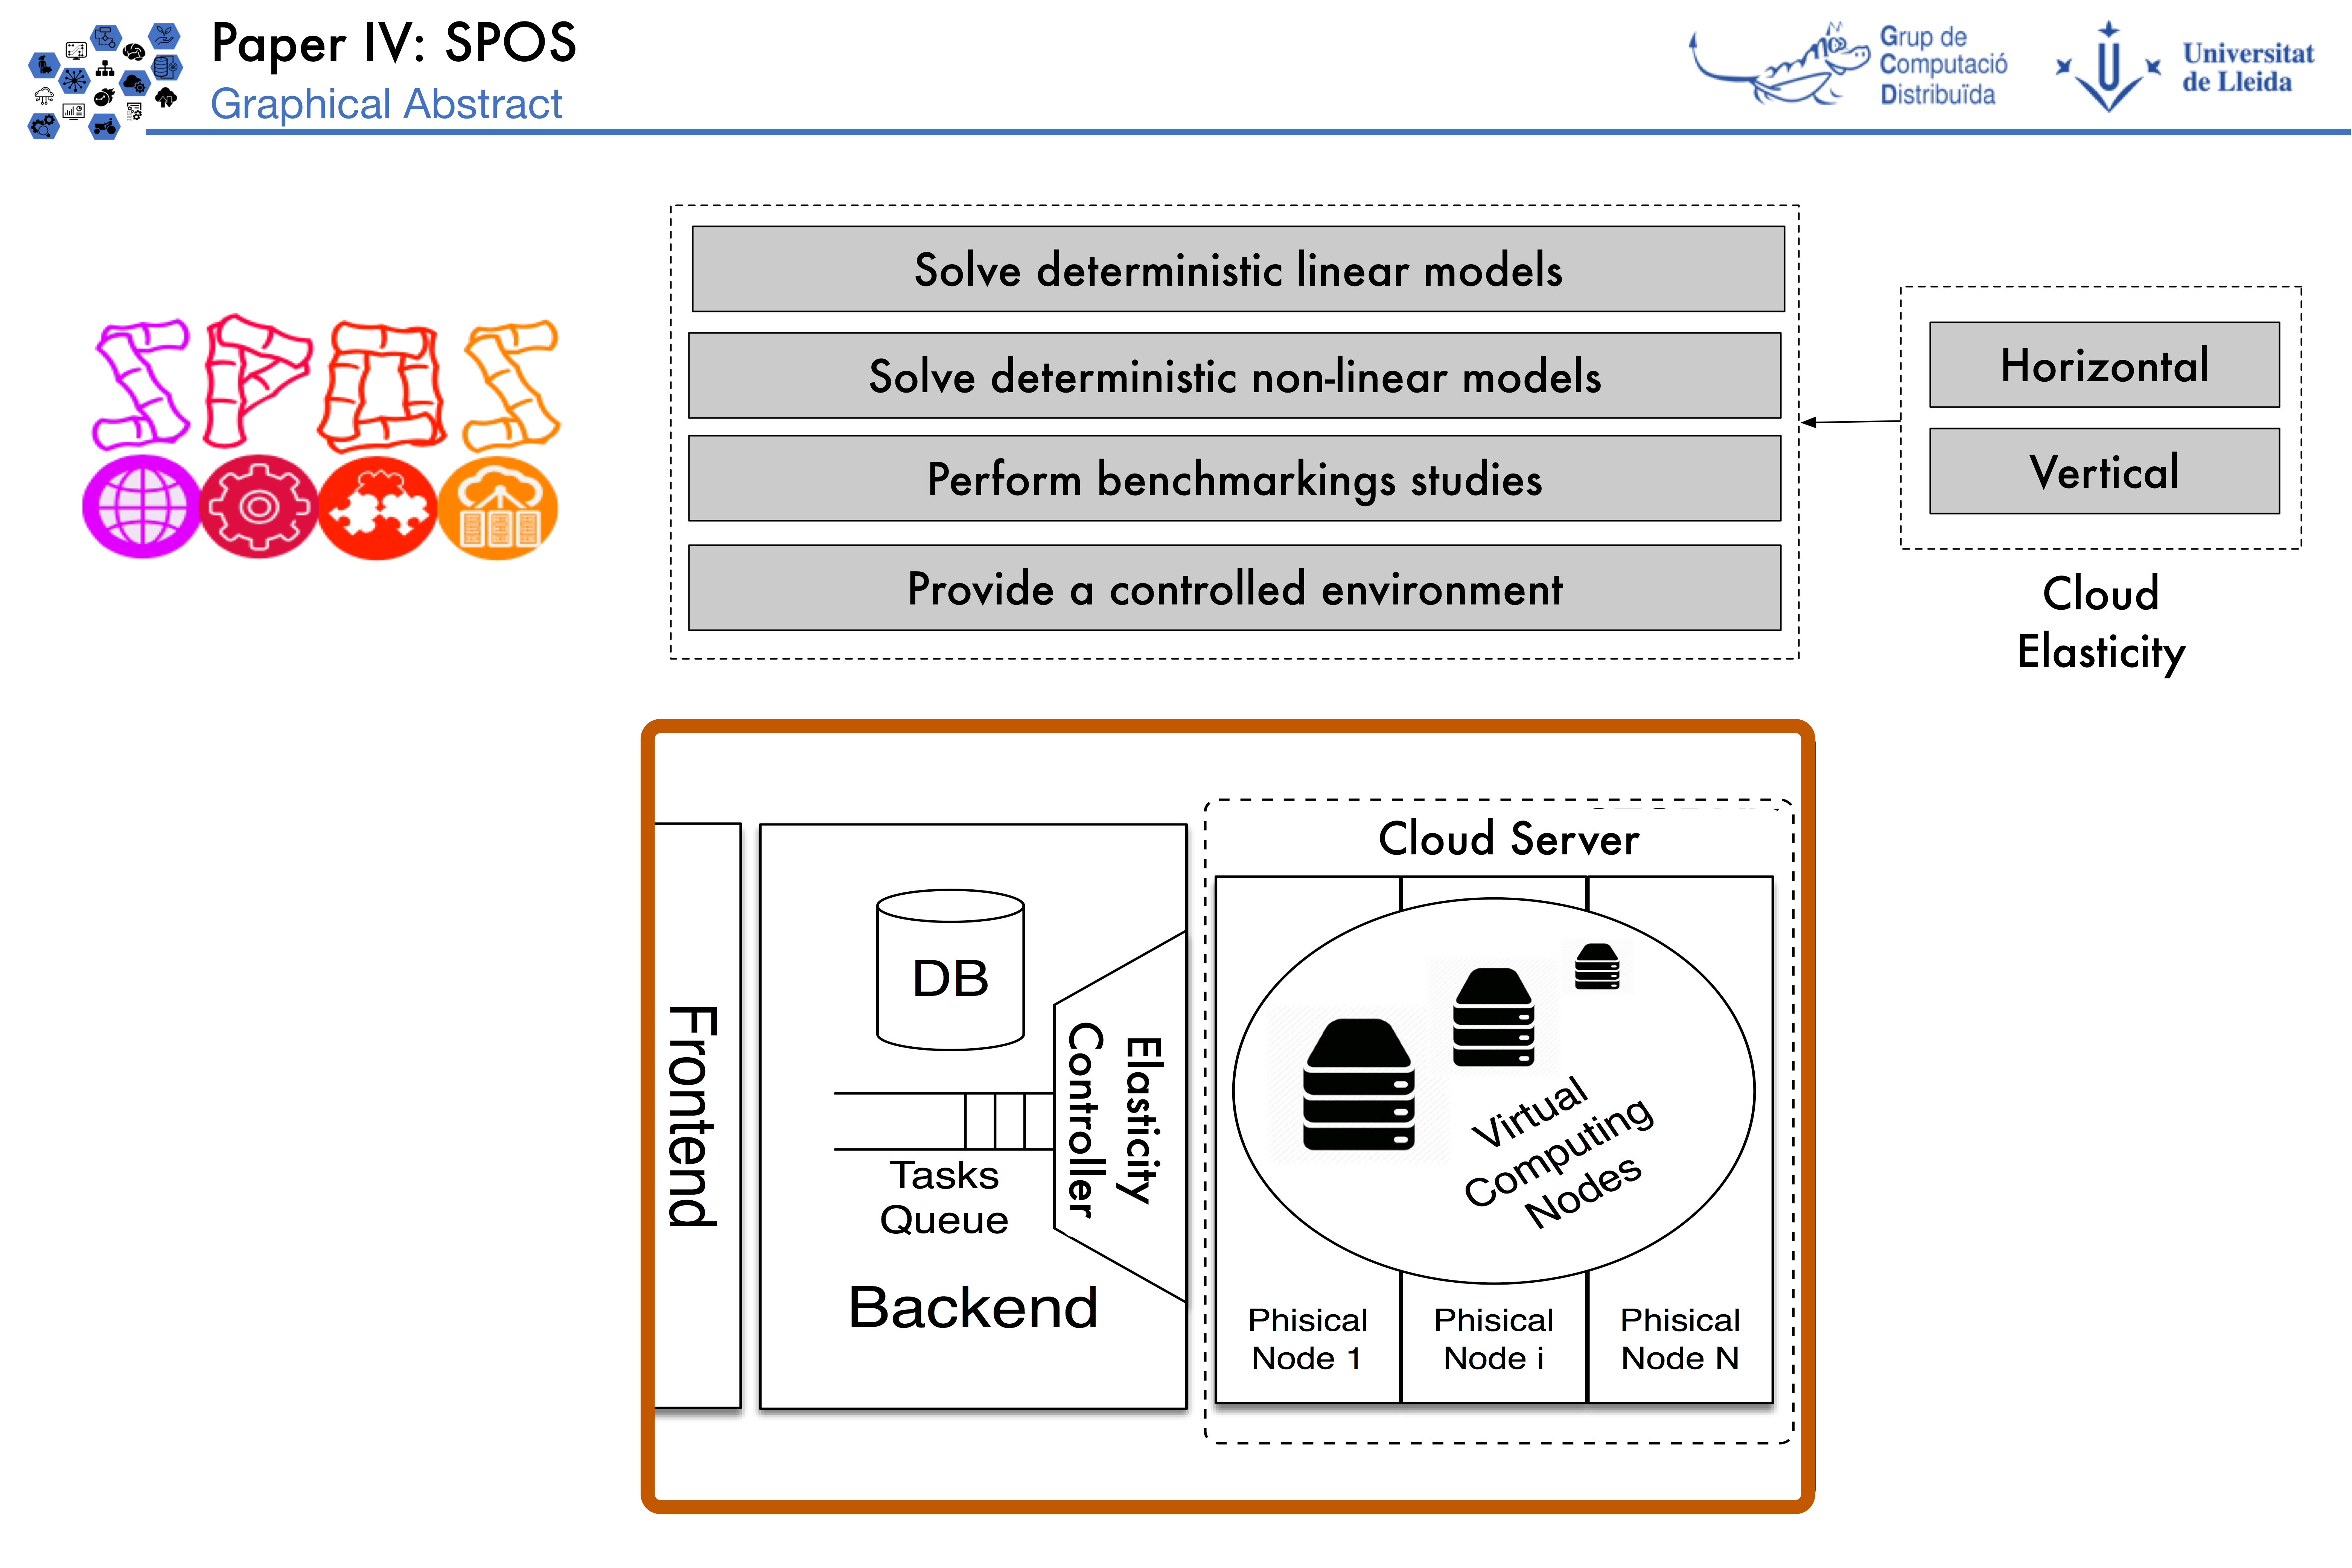 Paper IV: SPOS
Graphical Abstract
Grup de
Computació
Distribuïda
Universitat
de Lleida
SPOS
Solve deterministic linear models
Solve deterministic non-linear models
Perform benchmarkings studies
Provide a controlled environment
Horizontal
Vertical
Cloud
Elasticity
Frontend
DB
Tasks
Queue
Backend
Elasticity
Controller
Cloud Server
Virtual
Computing
Nodes
Phisical
Node 1
Phisical
Node i
Phisical
Node N